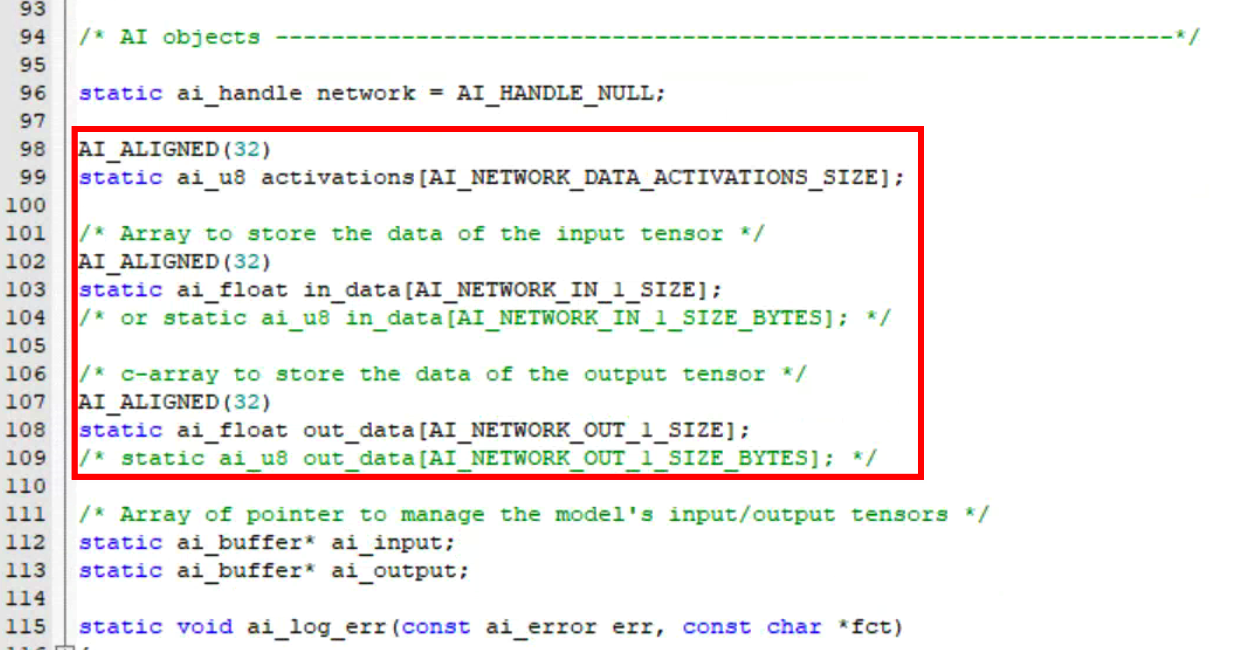 93
94 /* AI objects ----------------------------------------------------------------*/
95
96 static ai_handle network = AI_HANDLE_NULL;
97
98 AI_ALIGNED(32)
99 static ai_u8 activations[AI_NETWORK_DATA_ACTIVATIONS_SIZE];
100
101 /* Array to store the data of the input tensor */
102 AI_ALIGNED(32)
103 static ai_float in_data[AI_NETWORK_IN_1_SIZE];
104 /* or static ai_u8 in_data[AI_NETWORK_IN_1_SIZE_BYTES]; */
105
106 /* c-array to store the data of the output tensor */
107 AI_ALIGNED(32)
108 static ai_float out_data[AI_NETWORK_OUT_1_SIZE];
109 /* static ai_u8 out_data[AI_NETWORK_OUT_1_SIZE_BYTES]; */
110
111 /* Array of pointer to manage the model's input/output tensors */
112 static ai_buffer* ai_input;
113 static ai_buffer* ai_output;
114
115 static void ai_log_err(const ai_error err, const char *fct)